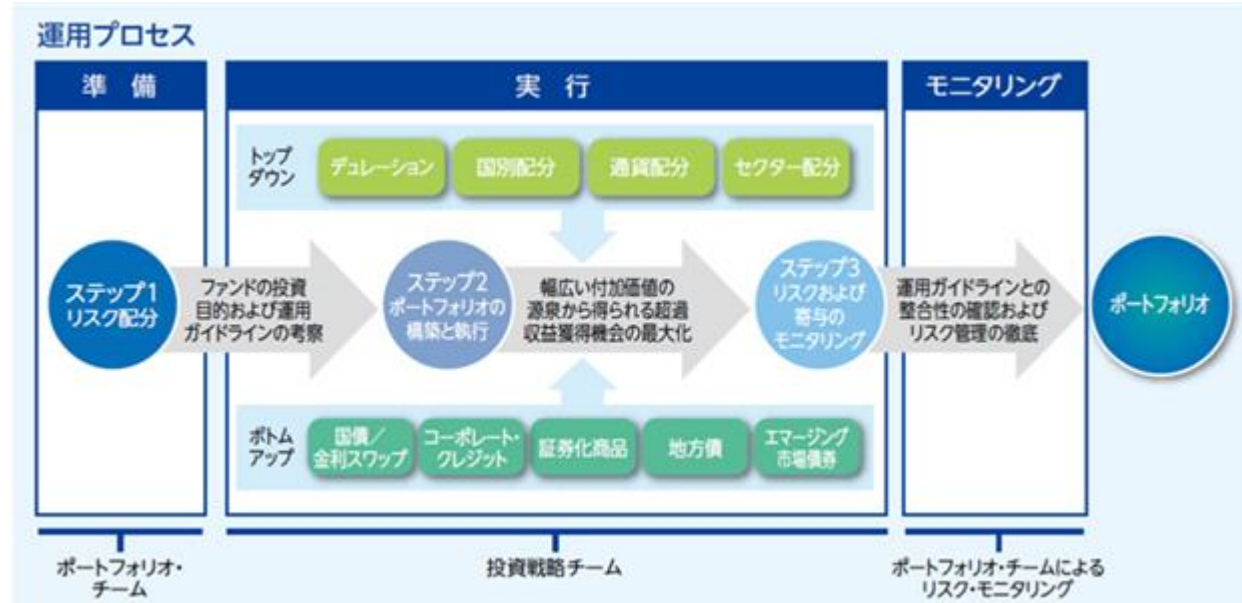 運用プロセス
準 備
実 行
モニタリング
トップ
ダウン
デュレーション
国別配分
通貨配分
セクター配分
ステップ1
リスク配分
ファンドの投資
目的および運用
ガイドラインの考察
ステップ2
ポートフォリオの
構築と執行
幅広い付加価値の
源泉から得られる超過
収益獲得機会の最大化
ステップ3
リスクおよび
寄与の
モニタリング
運用ガイドラインとの
整合性の確認および
リスク管理の徹底
ポートフォリオ
ボトム
アップ
国債／
金利スワップ
コーポレート・
クレジット
証券化商品
地方債
エマージング
市場債券
ポートフォリオ・
チーム
投資戦略チーム
ポートフォリオ・チームによる
リスク・モニタリング